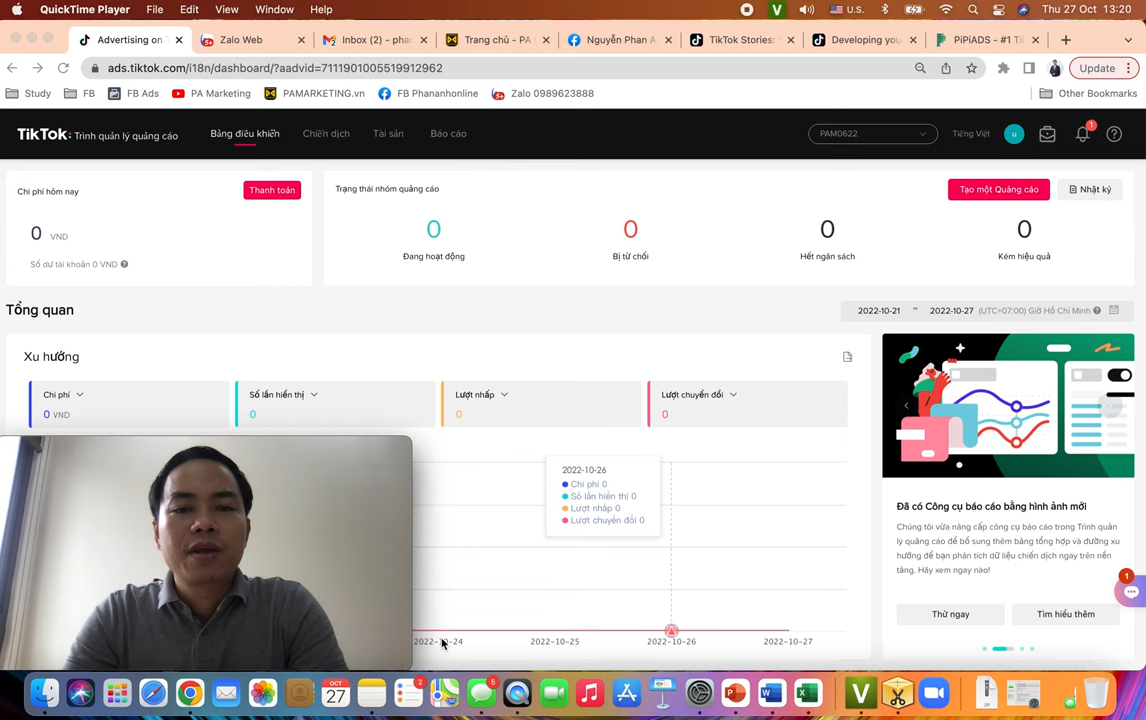 QuickTime Player File Edit View Window Help
U.S. Thu 27 Oct 13:20
Advertising on Zalo Web Inbox (2) - phan Trang chủ - PA Nguyễn Phan A TikTok Stories: Developing you PiPiADS - #1 Ti
ads.tiktok.com/i18n/dashboard/?aadvid=7111901005519912962 Update
Study FB FB Ads PA Marketing PAMARKETING.vn FB Phananhonline Zalo 0989623888 Other Bookmarks
TikTok: Trình quản lý quảng cáo Bảng điều khiển Chiến dịch Tài sản Báo cáo PAM0622 Tiếng Việt u 1
Chi phí hôm nay Thanh toán
0 VND
Số dư tài khoản 0 VND
Trạng thái nhóm quảng cáo Tạo một Quảng cáo Nhật ký
0 0 0 0
Đang hoạt động Bị từ chối Hết ngân sách Kém hiệu quả
Tổng quan 2022-10-21 ~ 2022-10-27 (UTC+07:00) Giờ Hồ Chí Minh
Xu hướng
Chi phí Số lần hiển thị Lượt nhấp Lượt chuyển đổi
0 VND 0 0 0
2022-10-26
Chi phí 0
Số lần hiển thị 0
Lượt nhấp 0
Lượt chuyển đổi 0
2022-10-24 2022-10-25 2022-10-26 2022-10-27
Đã có Công cụ báo cáo bằng hình ảnh mới
Chúng tôi vừa nâng cấp công cụ báo cáo trong Trình quản
lý quảng cáo để bổ sung thêm bảng tổng hợp và đường xu
hướng để bạn phân tích dữ liệu chiến dịch ngay trên nền
tảng. Hãy xem ngay nào!
1
Thử ngay Tìm hiểu thêm
OCT
27
2
5